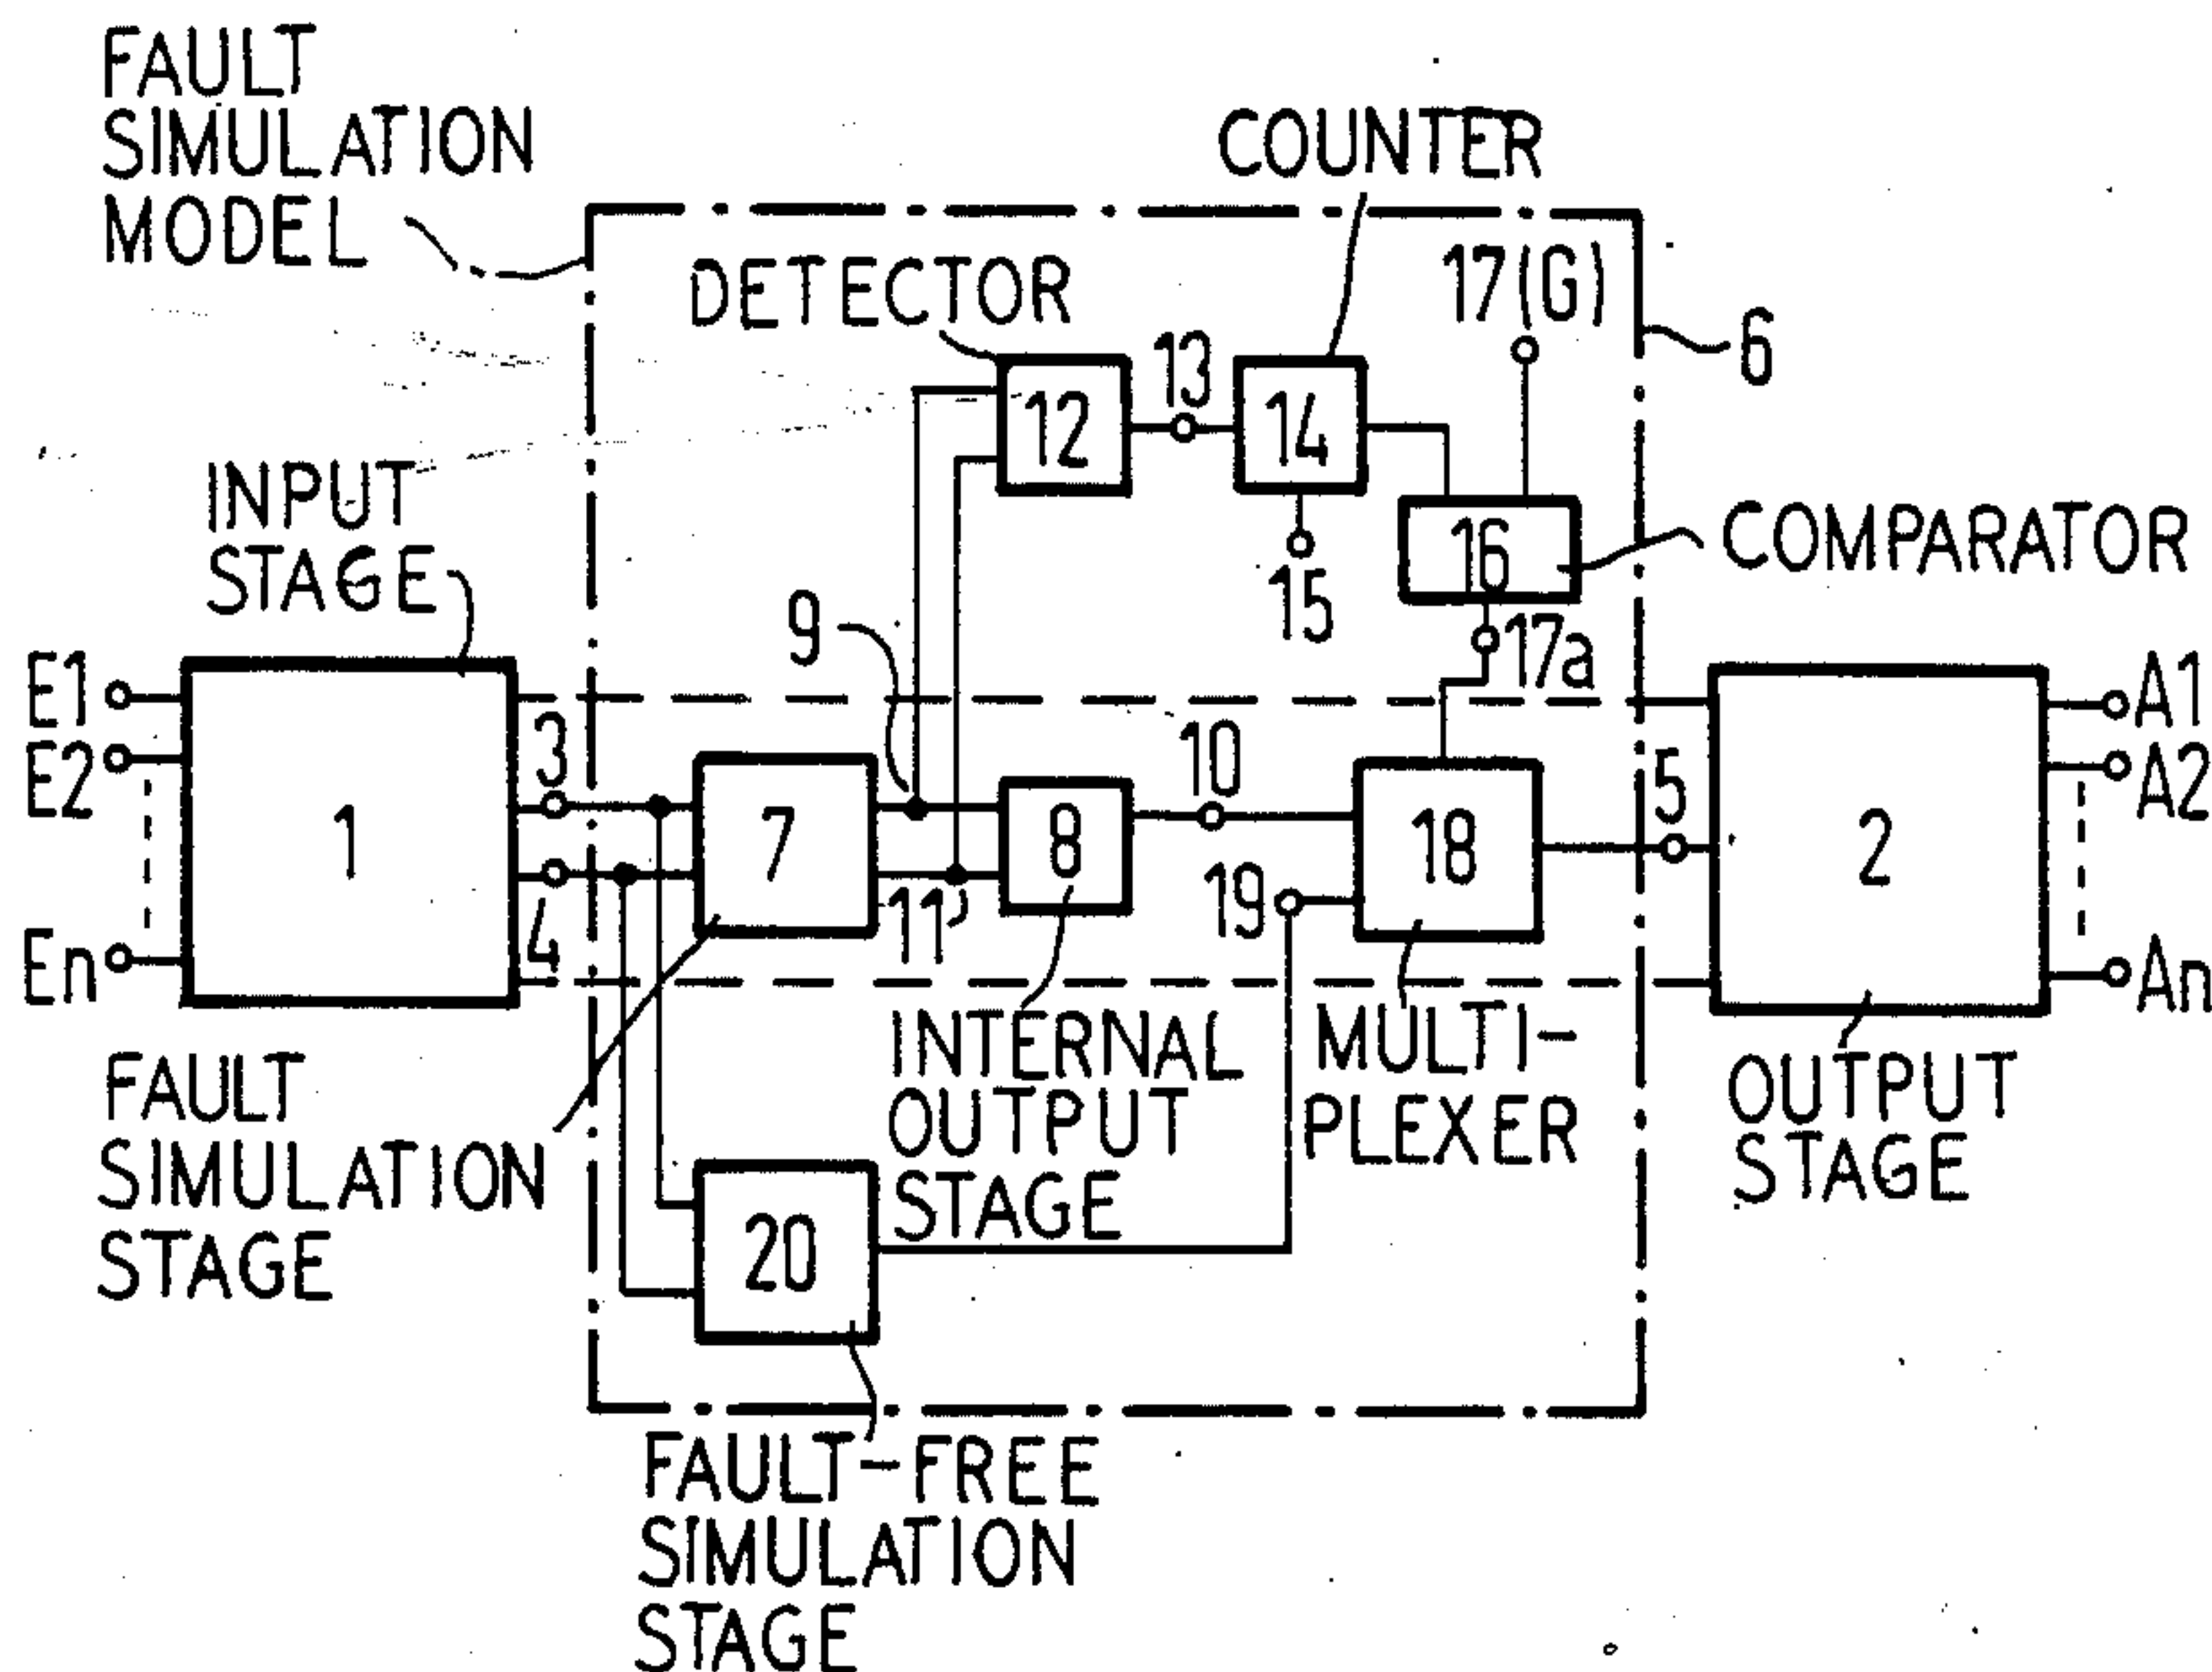 FAULT
SIMULATION
MODEL
COUNTER
DETECTOR
17(G)
6
13
12
14
INPUT
STAGE
16
COMPARATOR
15
9
17a
E1
E2
En
1
3
4
7
11'
8
10
19
18
5
2
A1
A2
An
FAULT
SIMULATION
STAGE
INTERNAL
OUTPUT
STAGE
MULTI-
PLEXER
OUTPUT
STAGE
20
FAULT-FREE
SIMULATION
STAGE